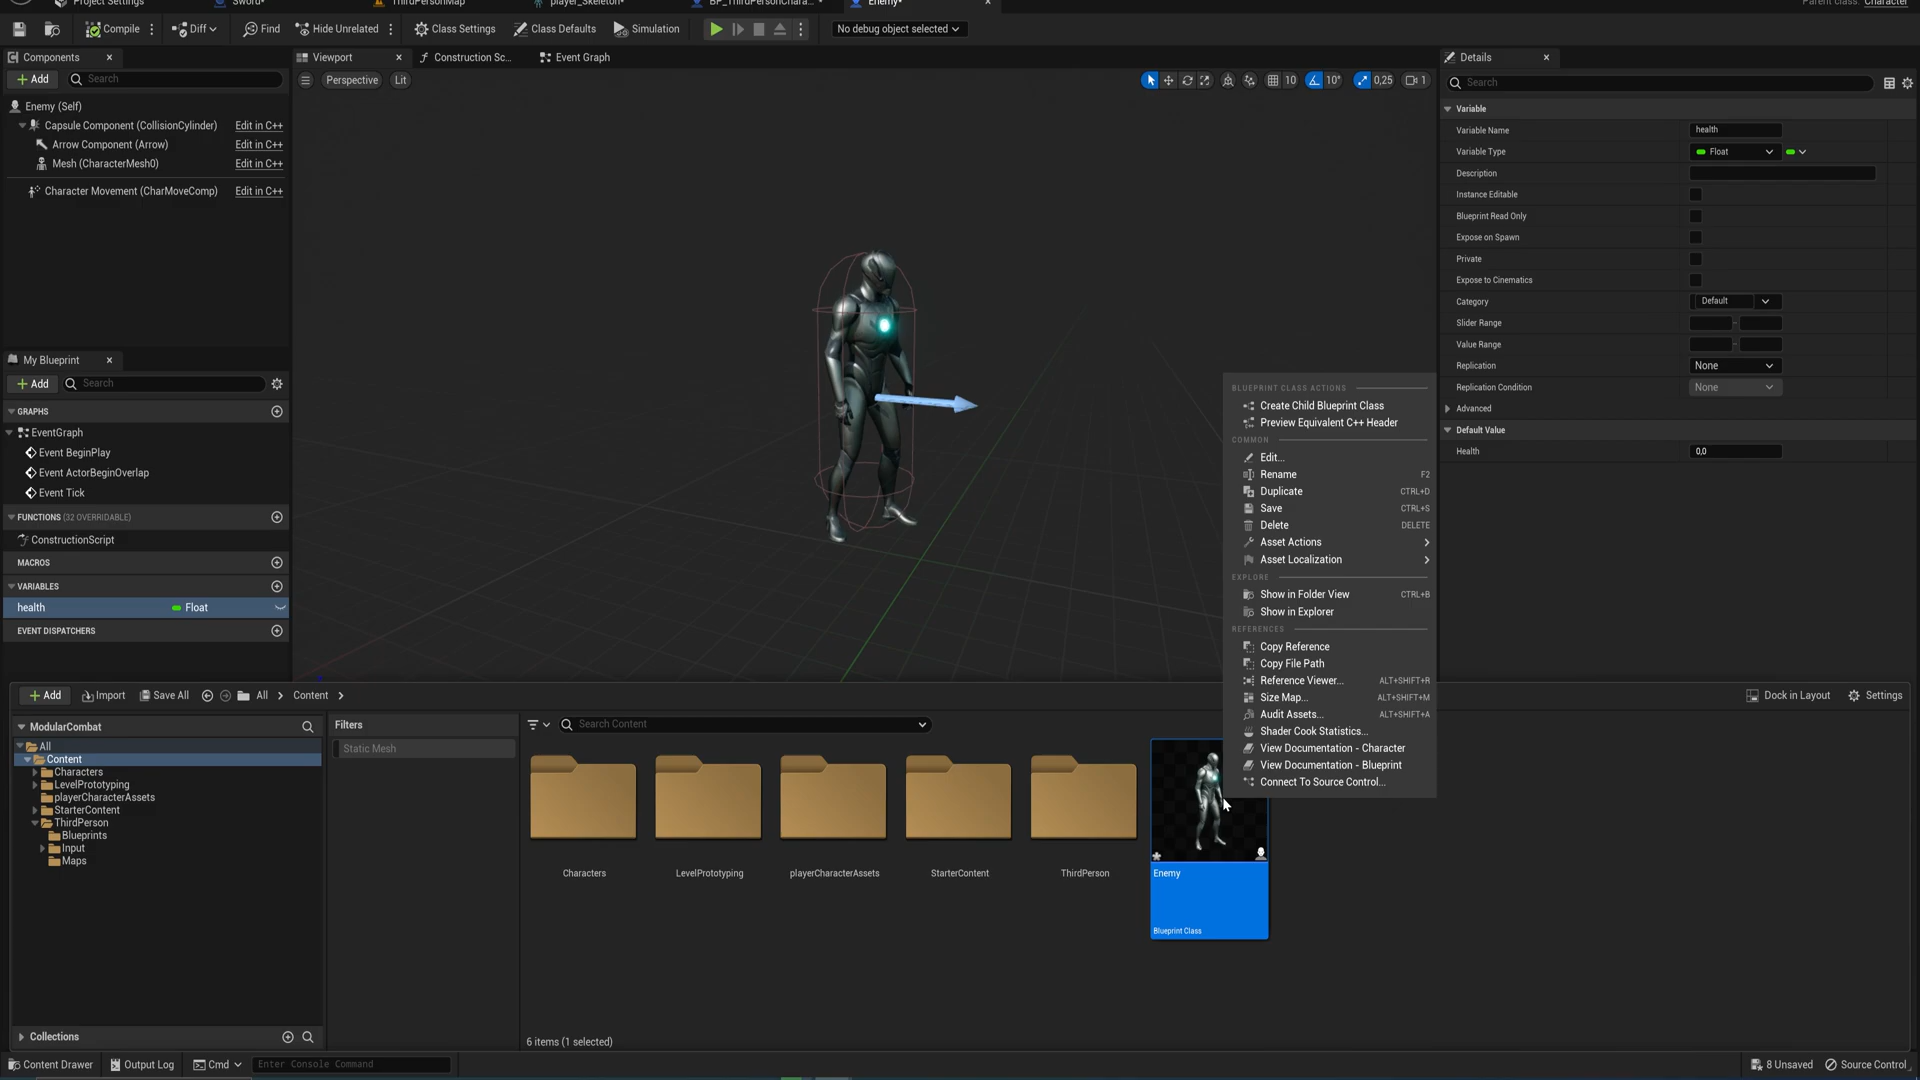 Project Settings
Sword*
ThirdPersonMap
player_Skeleton*
BP_ThirdPersonChara...
Enemy*
Parent class: Character
Compile
Diff
Find
Hide Unrelated
Class Settings
Class Defaults
Simulation
No debug object selected
Components
Add
Search
Enemy (Self)
Capsule Component (CollisionCylinder) Edit in C++
Arrow Component (Arrow) Edit in C++
Mesh (CharacterMesh0) Edit in C++
Character Movement (CharMoveComp) Edit in C++
My Blueprint
Add
Search
GRAPHS
EventGraph
Event BeginPlay
Event ActorBeginOverlap
Event Tick
FUNCTIONS (32 OVERRIDABLE)
ConstructionScript
MACROS
VARIABLES
health Float
EVENT DISPATCHERS
Viewport
Construction Sc...
Event Graph
Perspective
Lit
10
10°
0,25
1
Details
Search
Variable
Variable Name health
Variable Type Float
Description
Instance Editable
Blueprint Read Only
Expose on Spawn
Private
Expose to Cinematics
Category Default
Slider Range
Value Range
Replication None
Replication Condition None
Advanced
Default Value
Health 0,0
BLUEPRINT CLASS ACTIONS
Create Child Blueprint Class
Preview Equivalent C++ Header
COMMON
Edit...
Rename F2
Duplicate CTRL+D
Save CTRL+S
Delete DELETE
Asset Actions
Asset Localization
EXPLORE
Show in Folder View CTRL+B
Show in Explorer
REFERENCES
Copy Reference
Copy File Path
Reference Viewer... ALT+SHIFT+R
Size Map... ALT+SHIFT+M
Audit Assets... ALT+SHIFT+A
Shader Cook Statistics...
View Documentation - Character
View Documentation - Blueprint
Connect To Source Control...
Add
Import
Save All
All
Content
Dock in Layout
Settings
ModularCombat
All
Content
Characters
LevelPrototyping
playerCharacterAssets
StarterContent
ThirdPerson
Blueprints
Input
Maps
Collections
Filters
Static Mesh
Search Content
Characters
LevelPrototyping
playerCharacterAssets
StarterContent
ThirdPerson
Enemy
Blueprint Class
6 items (1 selected)
Content Drawer
Output Log
Cmd
Enter Console Command
8 Unsaved
Source Control